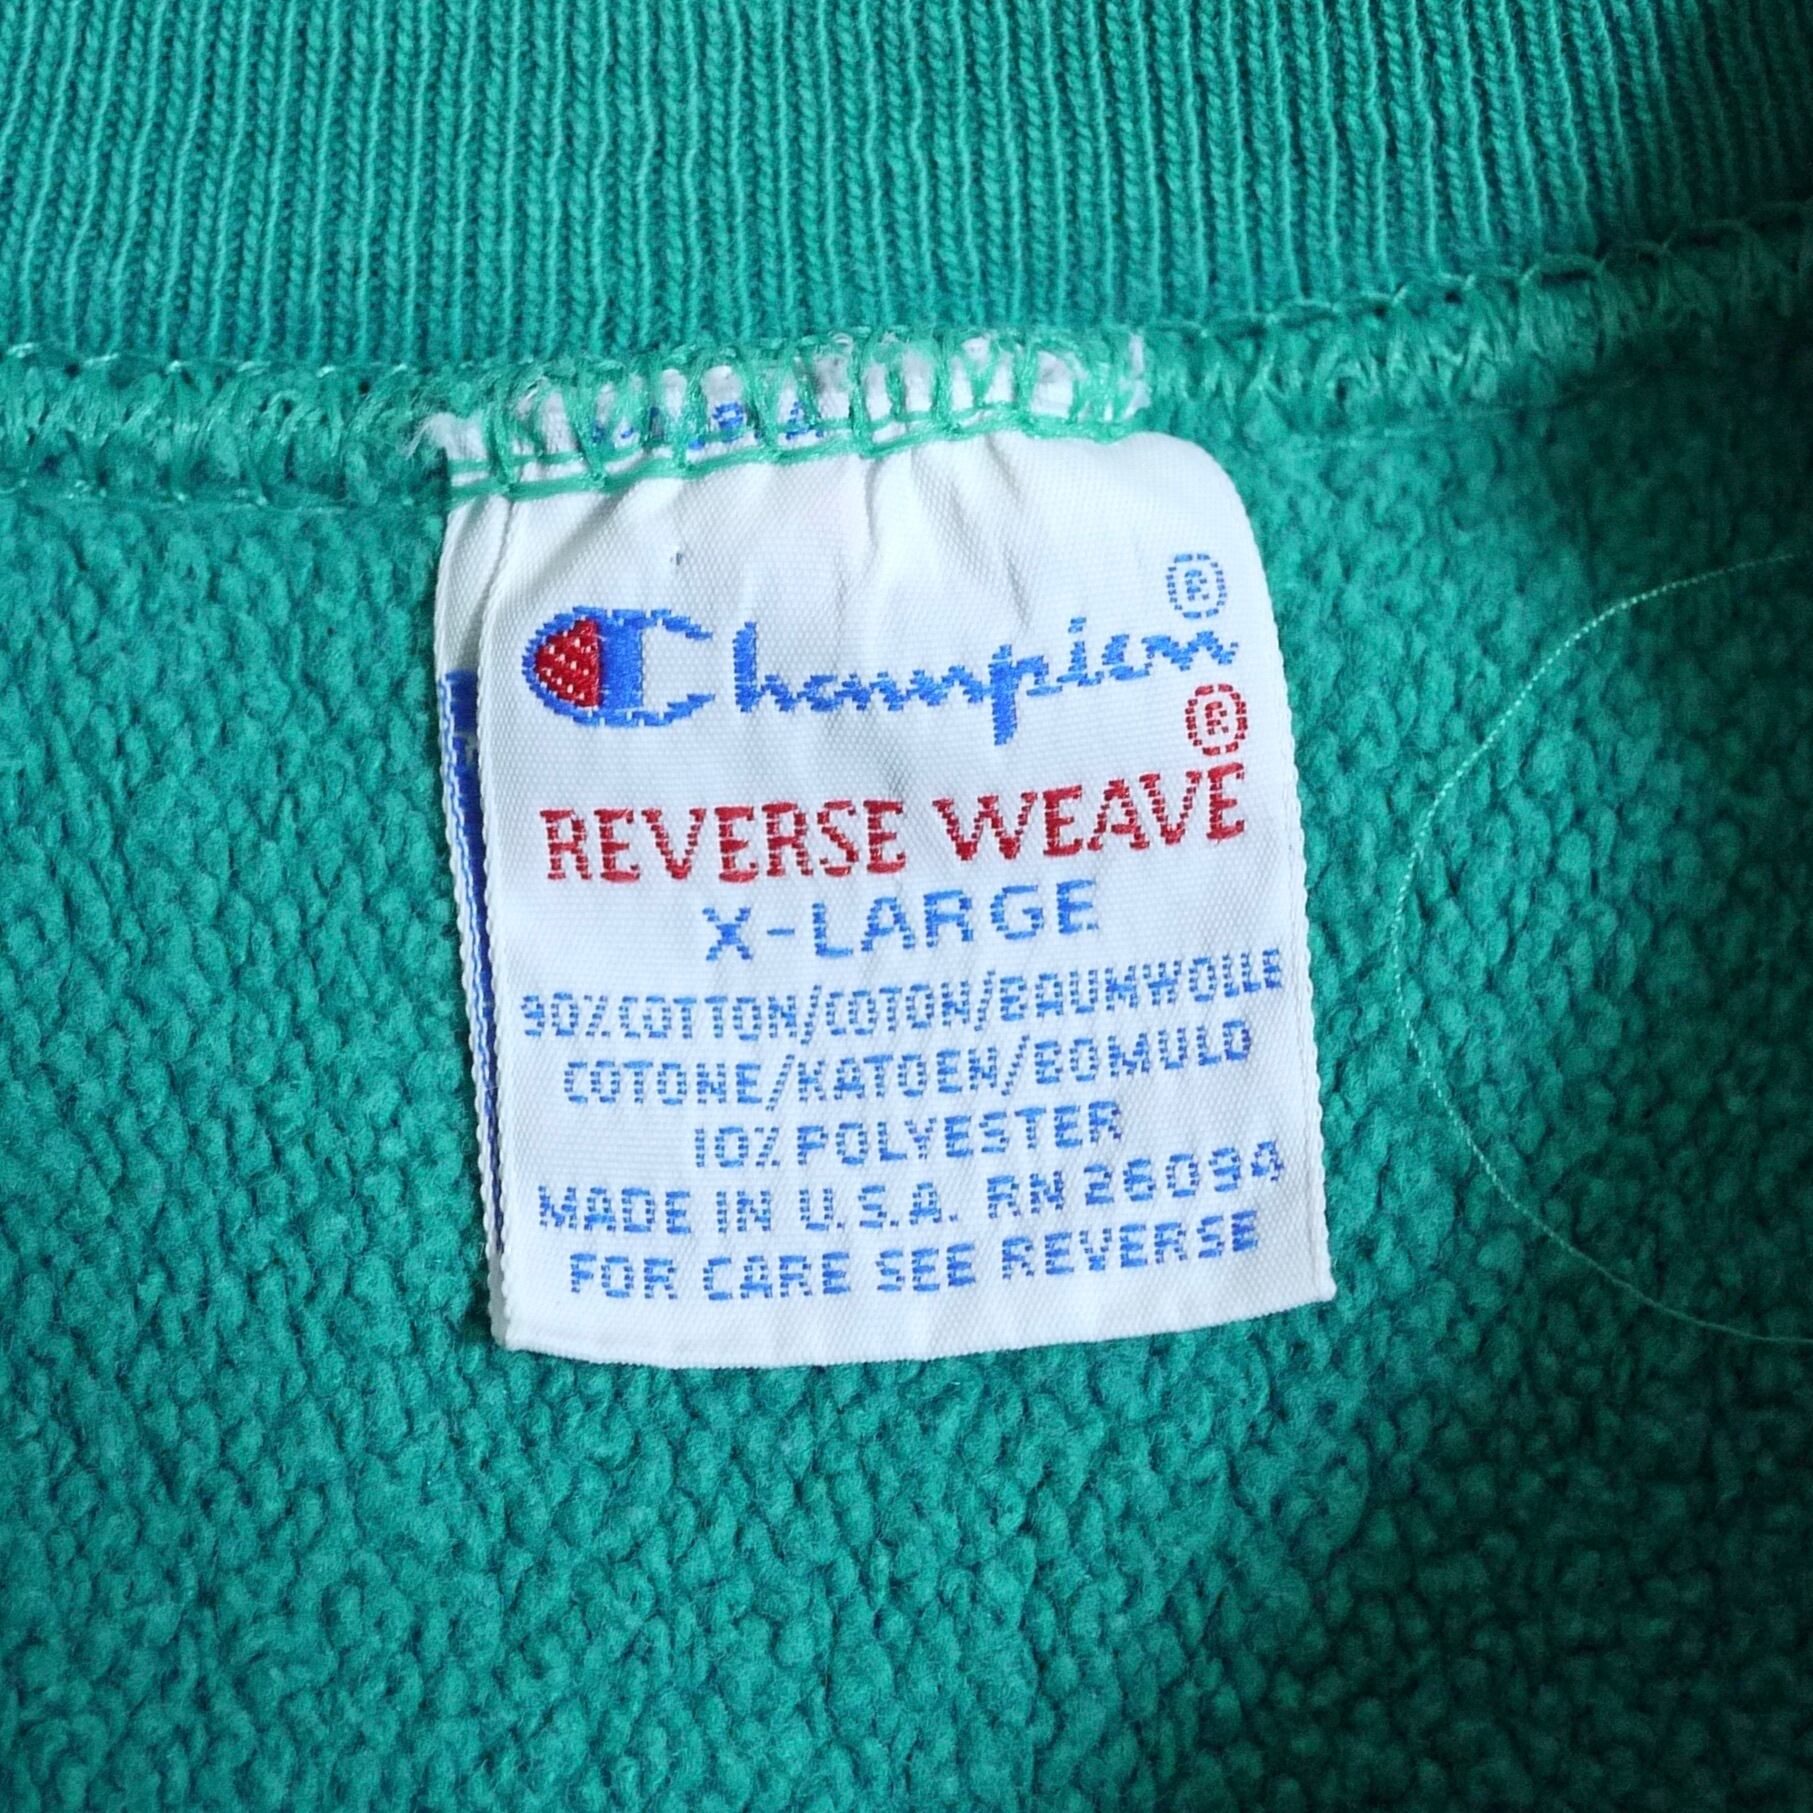 Champion®
REVERSE WEAVE®
X-LARGE
90% COTTON/COTON/BAUMWOLLE
COTONE/KATOEN/BOMULD
10% POLYESTER
MADE IN U.S.A. RN 26094
FOR CARE SEE REVERSE